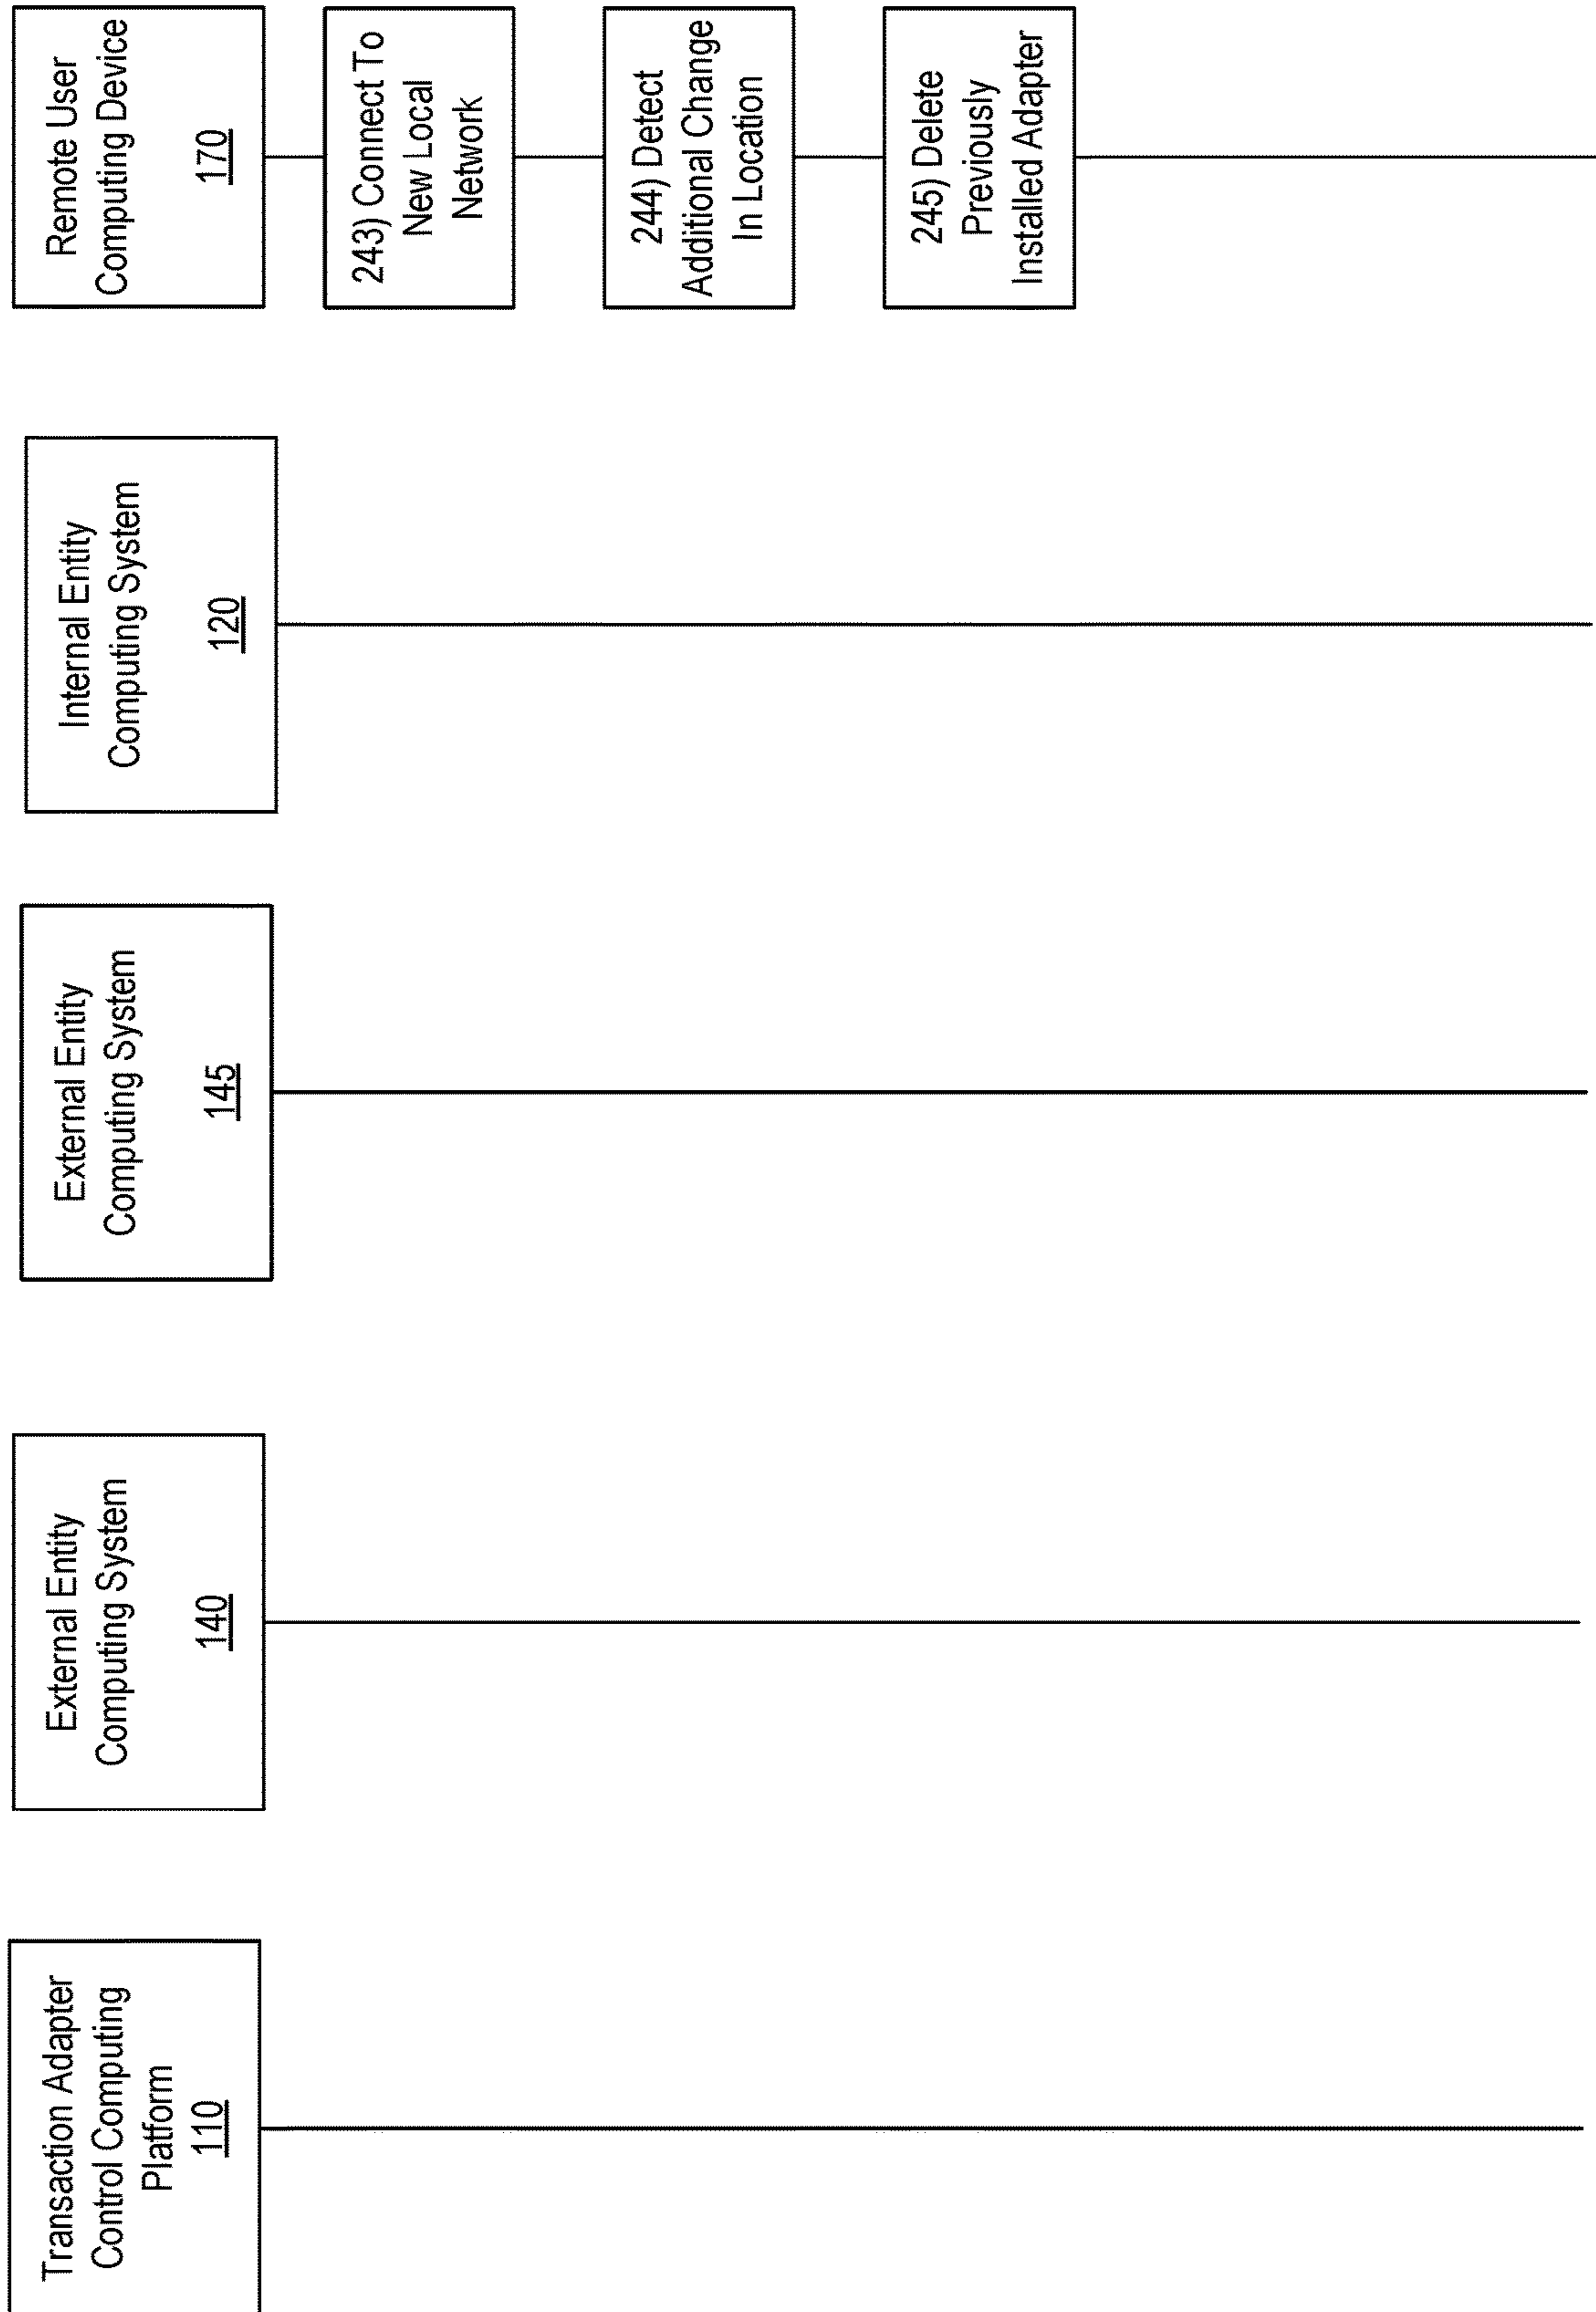 Transaction Adapter
Control Computing
Platform
110
External Entity
Computing System
140
External Entity
Computing System
145
Internal Entity
Computing System
120
Remote User
Computing Device
170
243) Connect To
New Local
Network
244) Detect
Additional Change
In Location
245) Delete
Previously
Installed Adapter